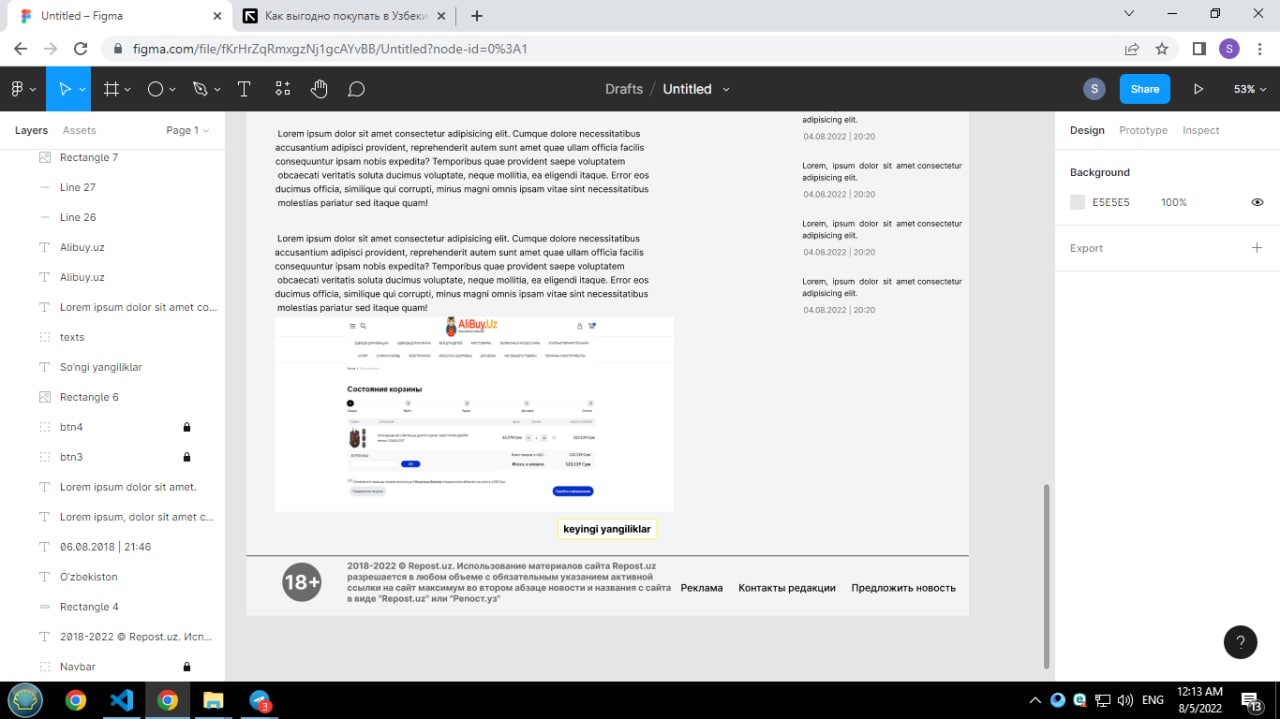 Untitled – Figma
Как выгодно покупать в Узбеки
figma.com/file/fKrHrZqRmxgzNj1gcAYvBB/Untitled?node-id=0%3A1
S
Drafts / Untitled
S
Share
53%
Layers
Assets
Page 1
Rectangle 7
Line 27
Line 26
Alibuy.uz
Alibuy.uz
Lorem ipsum dolor sit amet co...
texts
So'ngi yangiliklar
Rectangle 6
btn4
btn3
Lorem ipsum dolor sit amet.
Lorem ipsum, dolor sit amet c...
06.08.2018 | 21:46
O'zbekiston
Rectangle 4
2018-2022 © Repost.uz. Исп...
Navbar
Lorem ipsum dolor sit amet consectetur adipisicing elit. Cumque dolore necessitatibus
accusantium adipisci provident, reprehenderit autem sunt amet quae ullam officia facilis
consequuntur ipsam nobis expedita? Temporibus quae provident saepe voluptatem
obcaecati veritatis soluta ducimus voluptate, neque mollitia, ea eligendi itaque. Error eos
ducimus officia, similique qui corrupti, minus magni omnis ipsam vitae sint necessitatibus
molestias pariatur sed itaque quam!
Lorem ipsum dolor sit amet consectetur adipisicing elit. Cumque dolore necessitatibus
accusantium adipisci provident, reprehenderit autem sunt amet quae ullam officia facilis
consequuntur ipsam nobis expedita? Temporibus quae provident saepe voluptatem
obcaecati veritatis soluta ducimus voluptate, neque mollitia, ea eligendi itaque. Error eos
ducimus officia, similique qui corrupti, minus magni omnis ipsam vitae sint necessitatibus
molestias pariatur sed itaque quam!
AliBuy.Uz
Состояние корзины
keyingi yangiliklar
18+
2018-2022 © Repost.uz. Использование материалов сайта Repost.uz
разрешается в любом объеме с обязательным указанием активной
ссылки на сайт максимум во втором абзаце новости и названия с сайта
в виде "Repost.uz" или "Репост.уз"
Реклама
Контакты редакции
Предложить новость
adipisicing elit.
04.08.2022 | 20:20
Lorem, ipsum dolor sit amet consectetur
adipisicing elit.
04.08.2022 | 20:20
Lorem, ipsum dolor sit amet consectetur
adipisicing elit.
04.08.2022 | 20:20
Lorem, ipsum dolor sit amet consectetur
adipisicing elit.
04.08.2022 | 20:20
Design
Prototype
Inspect
Background
E5E5E5
100%
Export
?
3
ENG
12:13 AM
8/5/2022
13